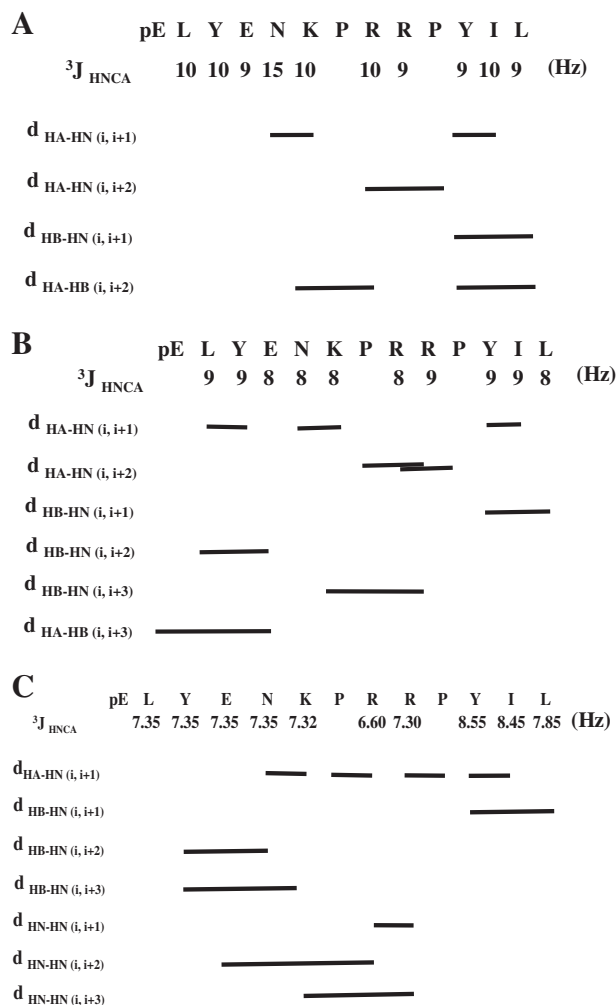 A
pE L Y E N K P R R P Y I L
3J HNCA 10 10 9 15 10 10 9 9 10 9 (Hz)
d HA-HN (i, i+1)
d HA-HN (i, i+2)
d HB-HN (i, i+1)
d HA-HB (i, i+2)
B
pE L Y E N K P R R P Y I L
3J HNCA 9 9 8 8 8 8 9 9 9 8 (Hz)
d HA-HN (i, i+1)
d HA-HN (i, i+2)
d HB-HN (i, i+1)
d HB-HN (i, i+2)
d HB-HN (i, i+3)
d HA-HB (i, i+3)
C
pE L Y E N K P R R P Y I L
3J HNCA 7.35 7.35 7.35 7.35 7.32 6.60 7.30 8.55 8.45 7.85 (Hz)
d HA-HN (i, i+1)
d HB-HN (i, i+1)
d HB-HN (i, i+2)
d HB-HN (i, i+3)
d HN-HN (i, i+1)
d HN-HN (i, i+2)
d HN-HN (i, i+3)